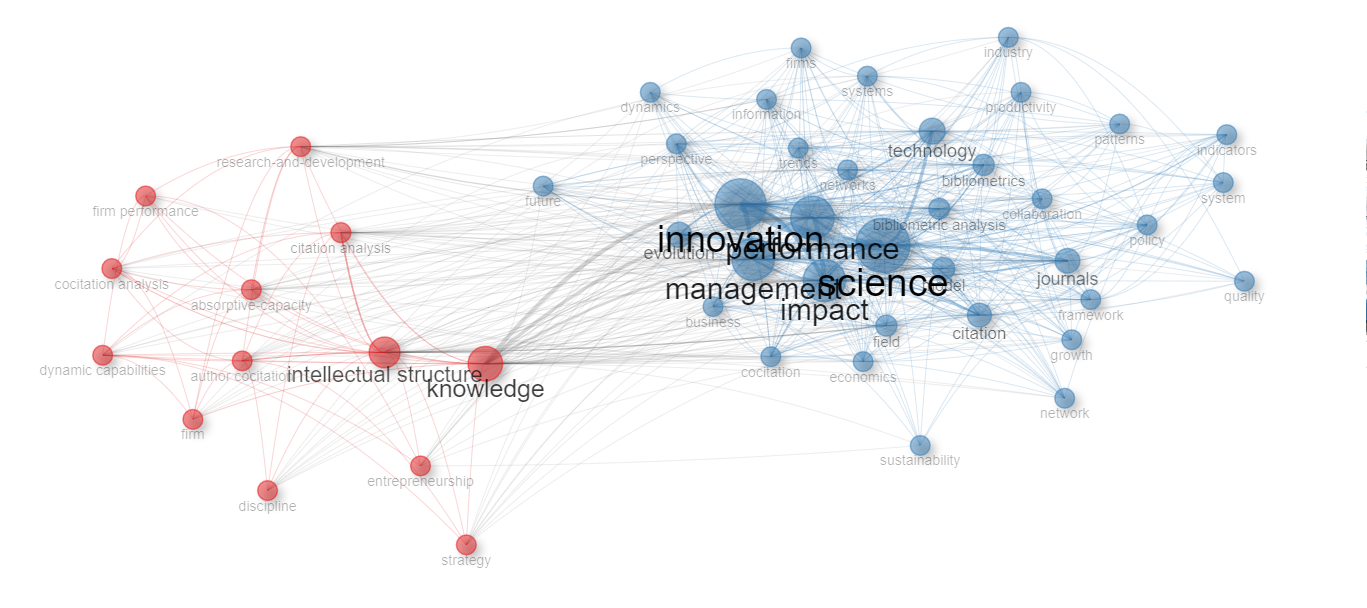 industry
firms
systems
dynamics
information
productivity
patterns
indicators
technology
research-and-development
perspective
trends
networks
bibliometrics
future
system
firm performance
collaboration
bibliometric analysis
citation analysis
innovation
performance
policy
evolution
cocitation analysis
absorptive-capacity
management
science
journals
quality
impact
framework
business
citation
field
growth
dynamic capabilities
author cocitation
intellectual structure
knowledge
cocitation
economics
network
firm
sustainability
entrepreneurship
discipline
strategy